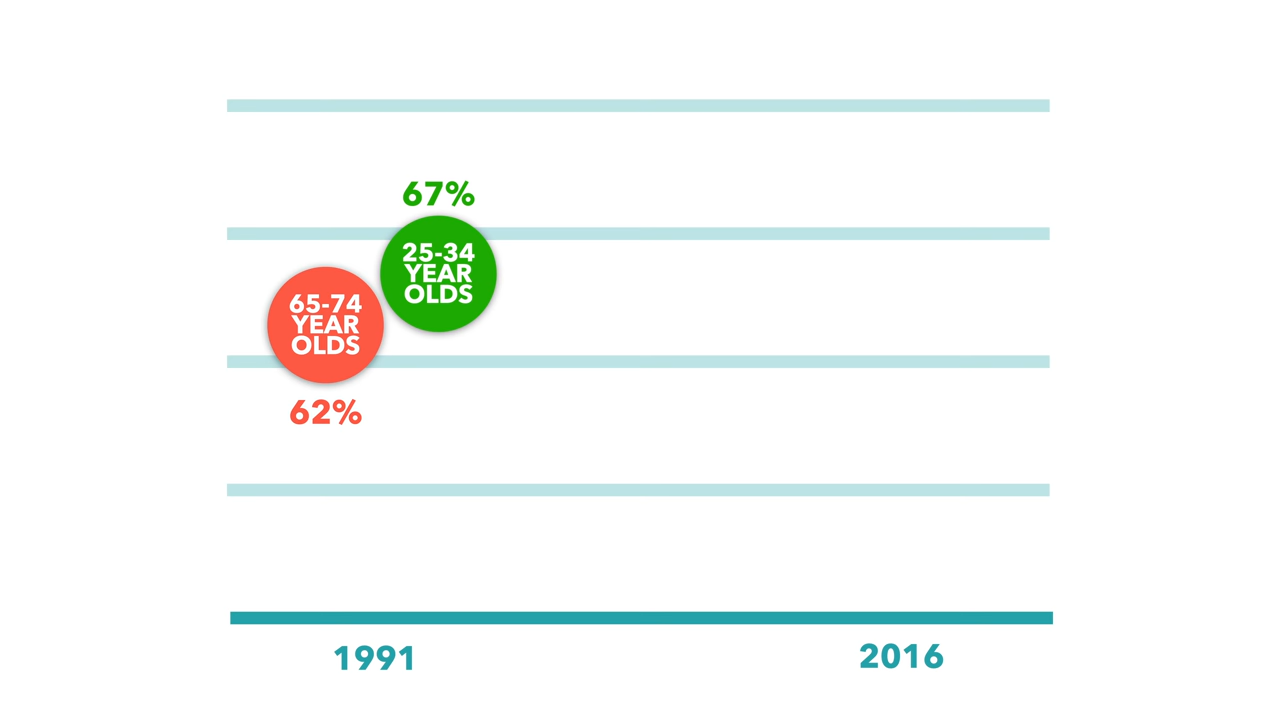 67%
25-34
YEAR
OLDS
65-74
YEAR
OLDS
62%
1991
2016